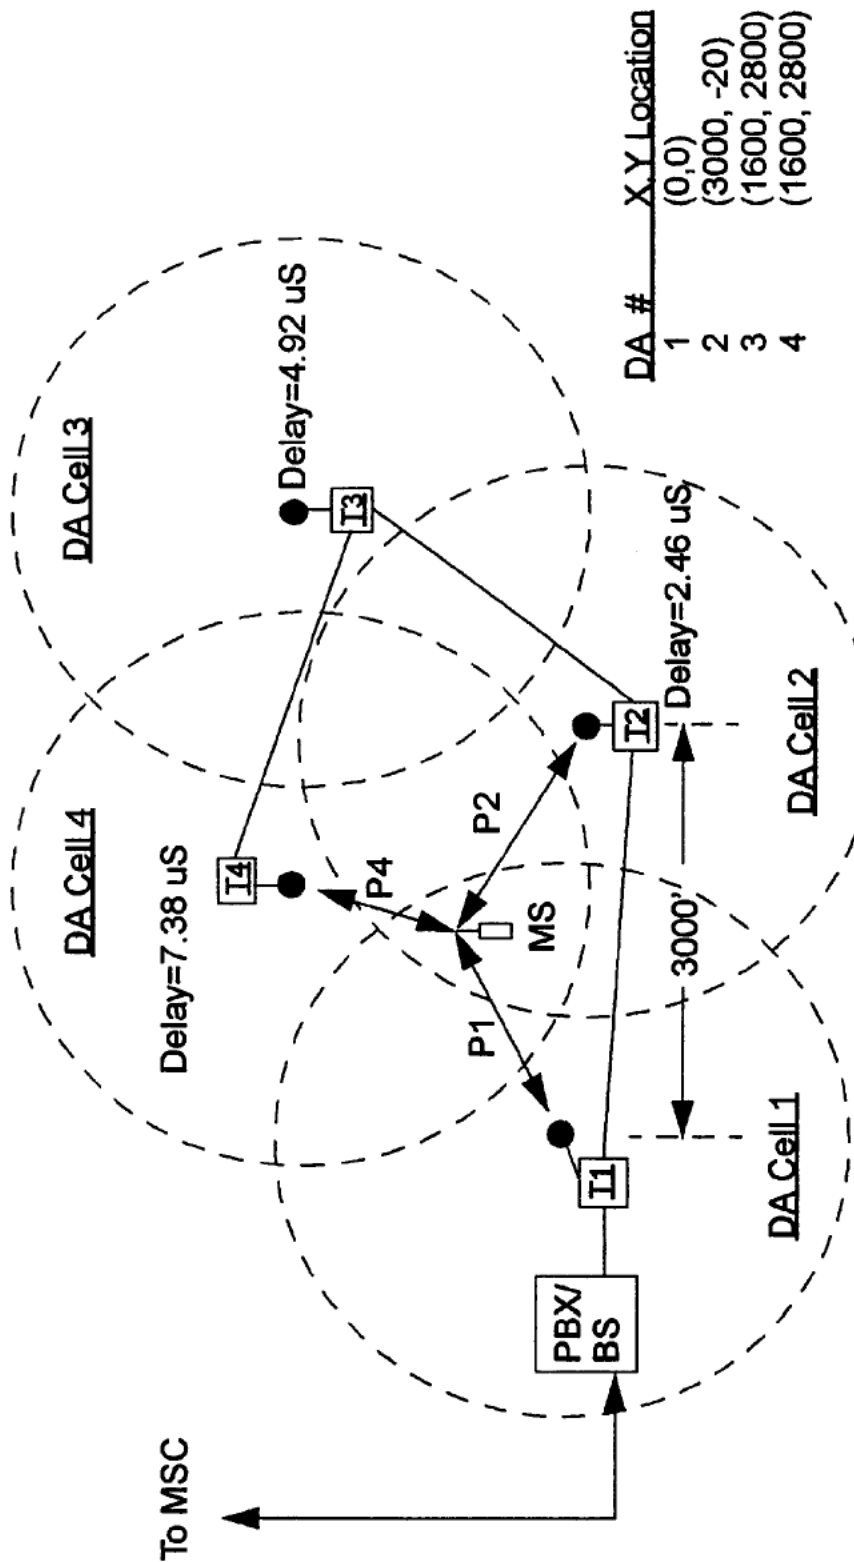 To MSC
PBX/
BS
DA Cell 1
DA Cell 2
DA Cell 3
DA Cell 4
I1
I2
I3
I4
Delay=7.38 uS
Delay=4.92 uS
Delay=2.46 uS
P1
P2
P4
MS
3000'
DA # X,Y Location
1 (0,0)
2 (3000, -20)
3 (1600, 2800)
4 (1600, 2800)